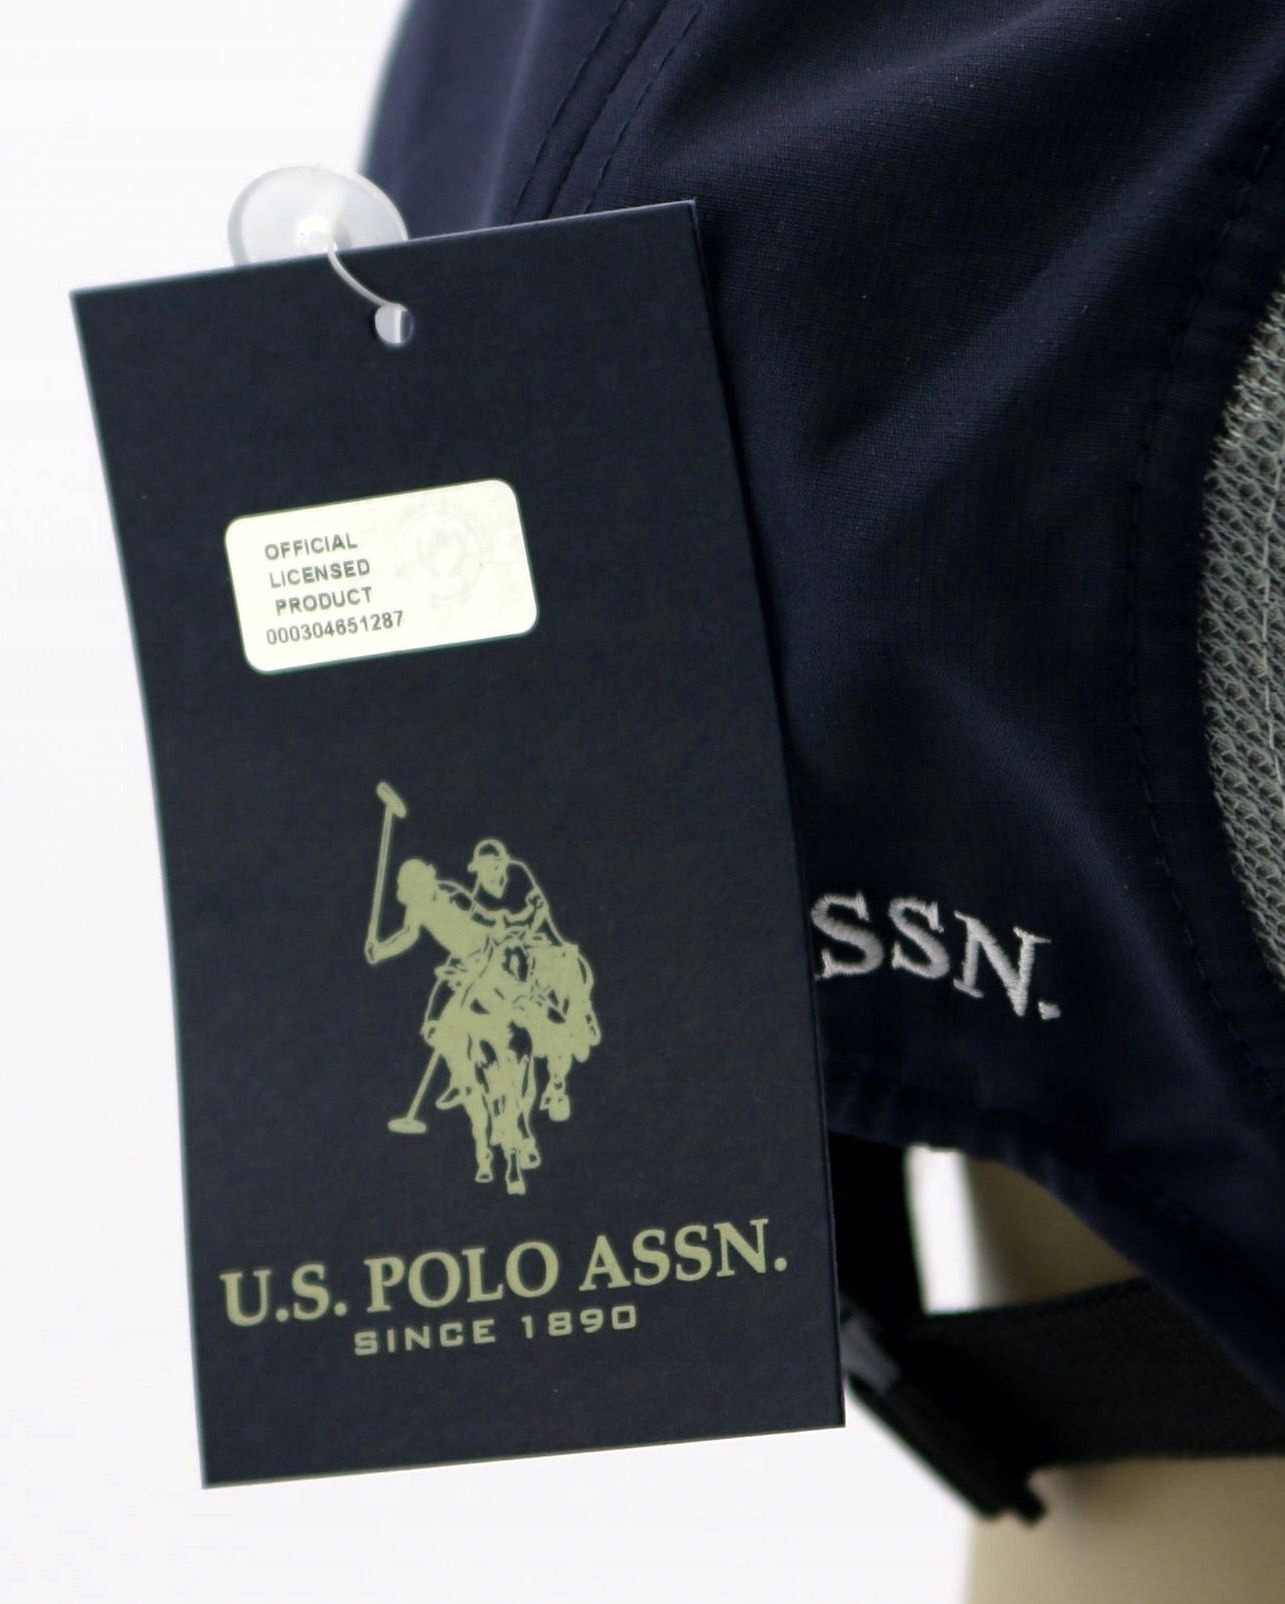 OFFICIAL
LICENSED
PRODUCT
000304651287
SSN.
U.S. POLO ASSN.
SINCE 1890